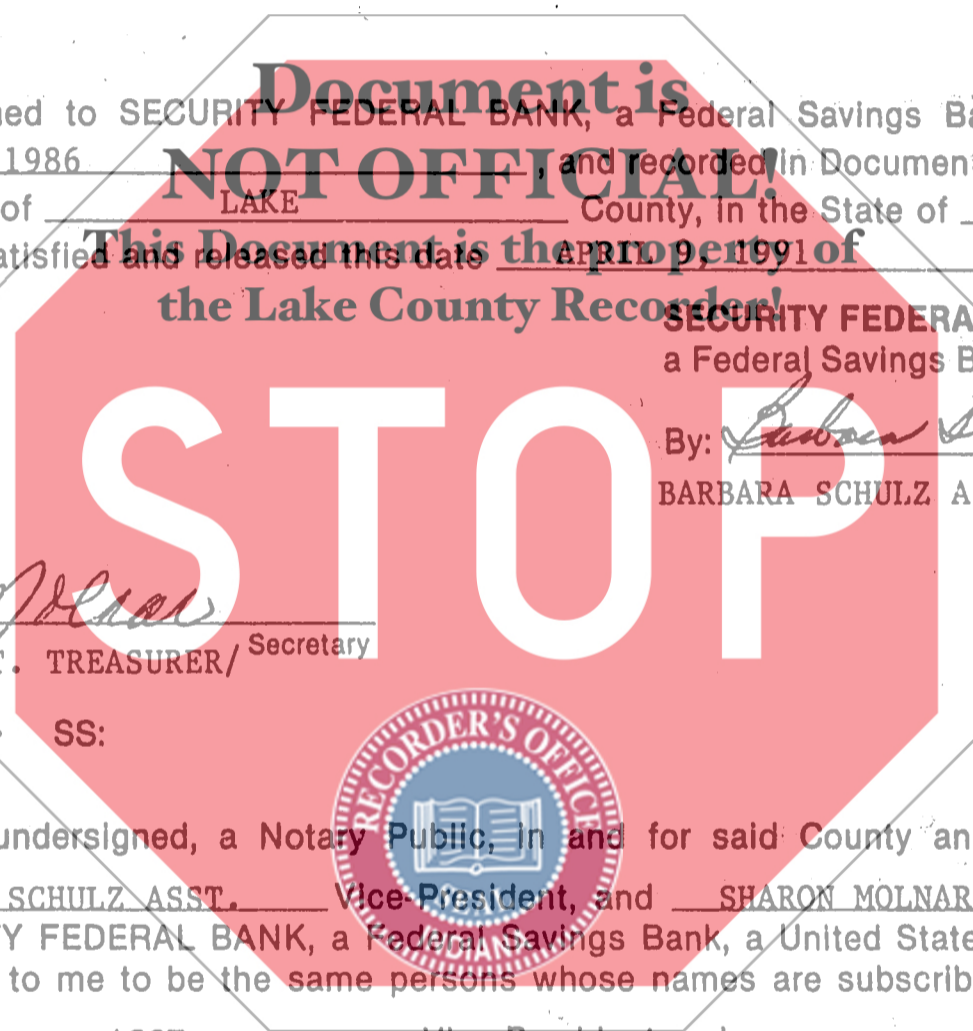 Document is
ned to SECURITY FEDERAL BANK, a Federal Savings Ba
1986 , and recorded in Document
NOT OFFICIAL!
of LAKE County, in the State of
This Document is the property of
atisfied and released this date APRIL 9, 1991
the Lake County Recorder!
SECURITY FEDERA
a Federal Savings B
STOP
By: Barbara S
BARBARA SCHULZ A
Molnar
T. TREASURER/ Secretary
SS:
RECORDER'S OFFICE
undersigned, a Notary Public, in and for said County an
SCHULZ ASST. Vice-President, and SHARON MOLNAR
Y FEDERAL BANK, a Federal Savings Bank, a United State
INDIANA
to me to be the same persons whose names are subscrib